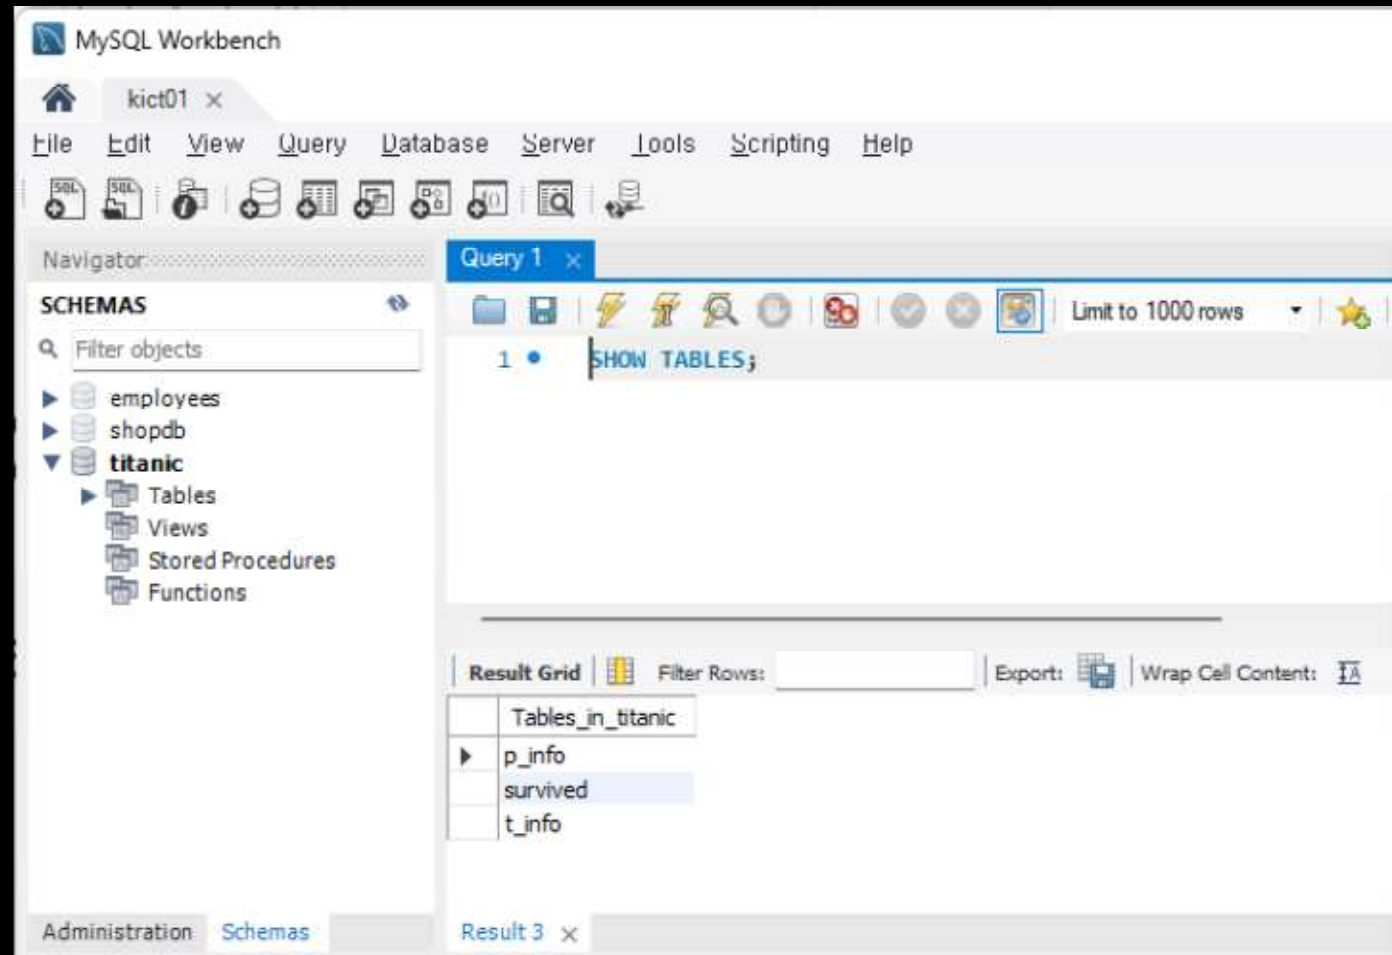 MySQL Workbench
kict01
File Edit View Query Database Server Tools Scripting Help
Navigator
SCHEMAS
Filter objects
employees
shopdb
titanic
Tables
Views
Stored Procedures
Functions
Administration Schemas
Query 1
Limit to 1000 rows
1 SHOW TABLES;
Result Grid Filter Rows: Export: Wrap Cell Content:
Tables_in_titanic
p_info
survived
t_info
Result 3